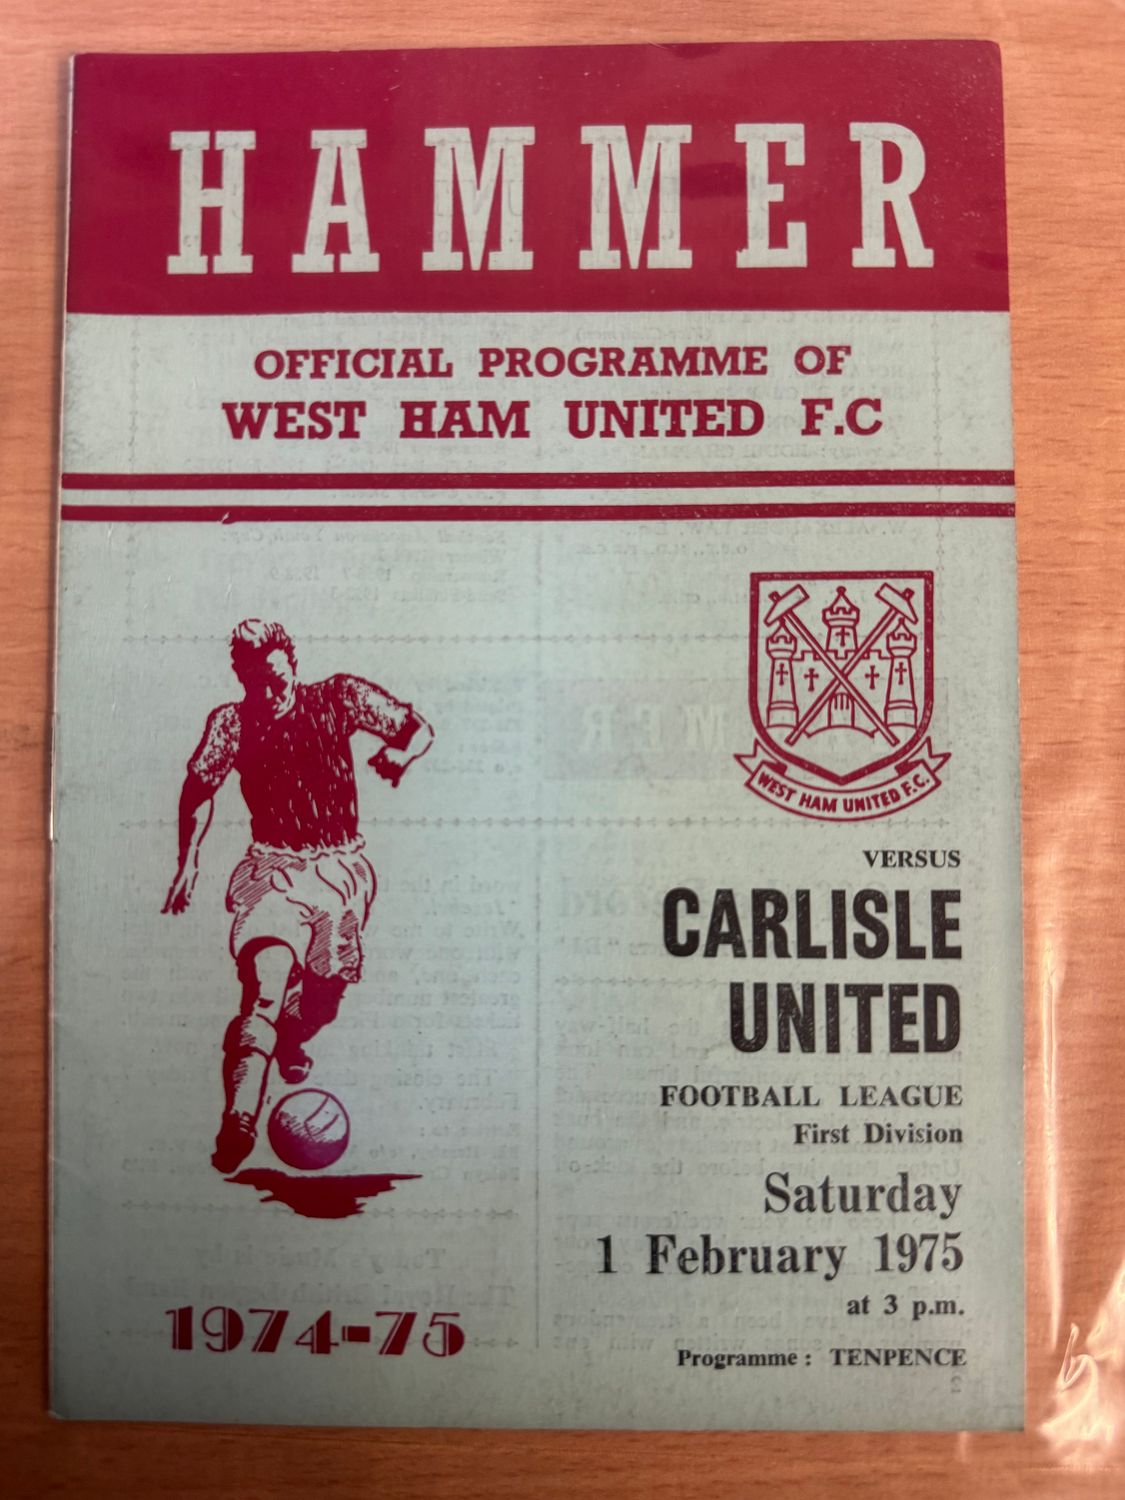 HAMMER
OFFICIAL PROGRAMME OF
WEST HAM UNITED F.C
WEST HAM UNITED F.C.
VERSUS
CARLISLE
UNITED
FOOTBALL LEAGUE
First Division
Saturday
1 February 1975
at 3 p.m.
Programme : TENPENCE
1974-75